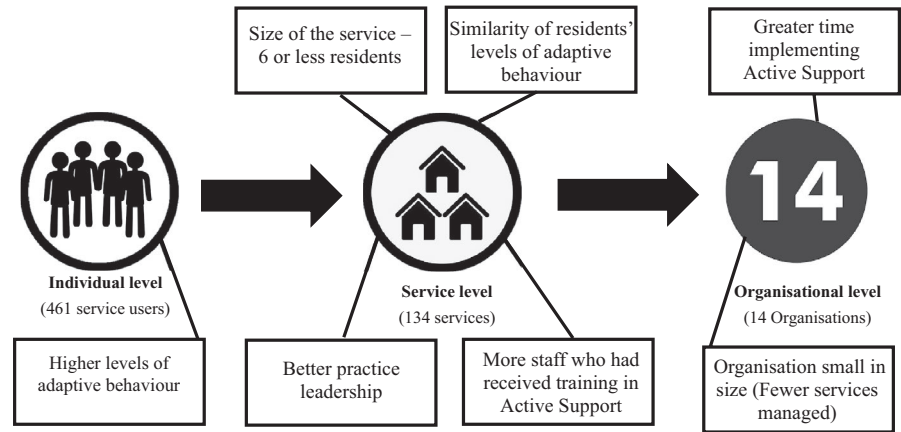 Size of the service –
6 or less residents
Similarity of residents'
levels of adaptive
behaviour
Greater time
implementing
Active Support
14
Individual level
(461 service users)
Service level
(134 services)
Organisational level
(14 Organisations)
Higher levels of
adaptive behaviour
Better practice
leadership
More staff who had
received training in
Active Support
Organisation small in
size (Fewer services
managed)